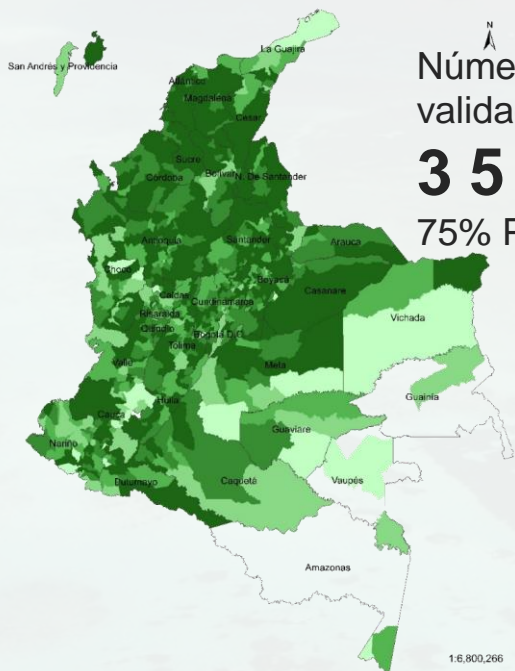 N
Núme
valida
3 5
75% P
La Guajira
San Andrés y Providencia
Atlántico
Magdalena
Cesar
Sucre
Bolívar
N. De Santander
Córdoba
Antioquia
Santander
Arauca
Chocó
Boyacá
Casanare
Caldas
Cundinamarca
Vichada
Risaralda
Quindío
Bogotá D.C.
Tolima
Valle
Meta
Guainía
Huila
Cauca
Guaviare
Nariño
Putumayo
Caquetá
Vaupés
Amazonas
1:6,800,266